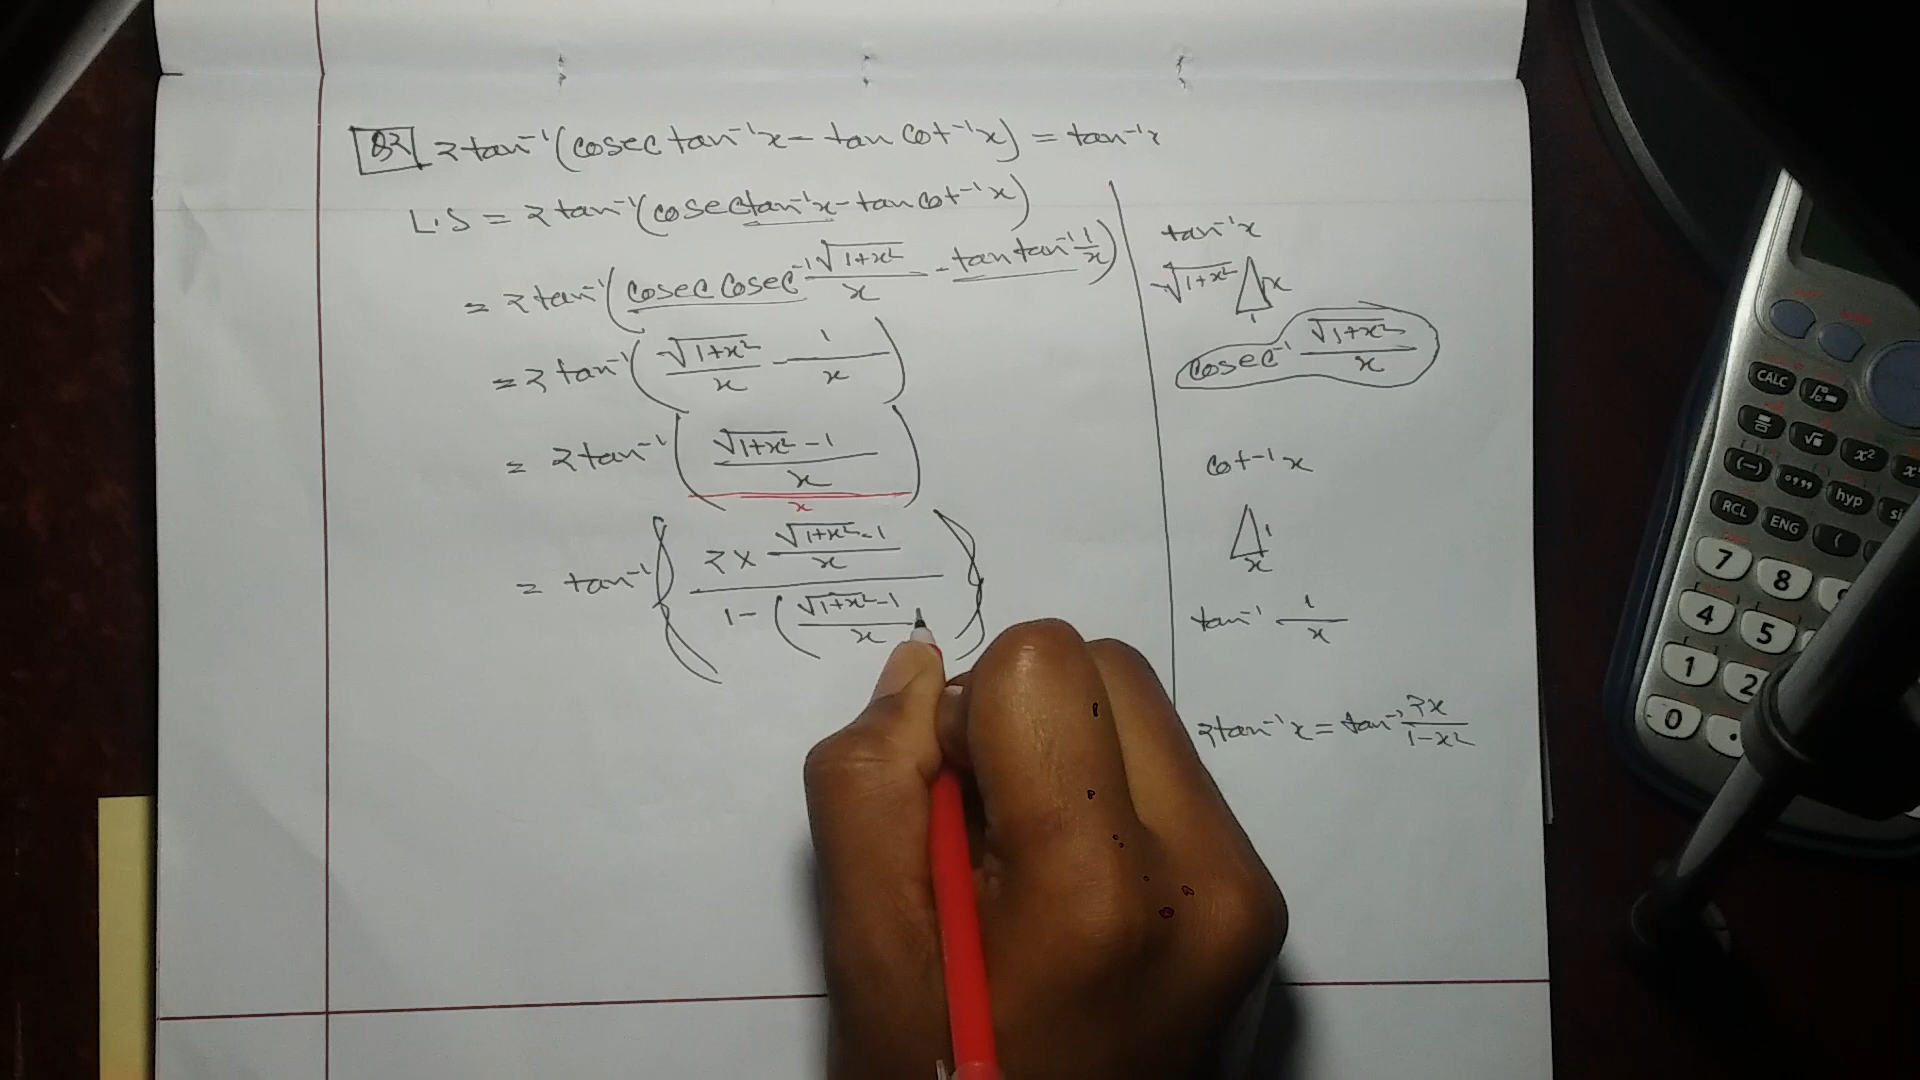 Q2 2tan⁻¹(cosec tan⁻¹x - tan cot⁻¹x) = tan⁻¹x
L.S = 2tan⁻¹(cosec tan⁻¹x - tan cot⁻¹x)
= 2tan⁻¹(cosec cosec⁻¹ √(1+x²)/x - tan tan⁻¹ 1/x)
= 2tan⁻¹(√(1+x²)/x - 1/x)
= 2tan⁻¹((√(1+x²) - 1)/x)
x
= tan⁻¹((2 × (√(1+x²) - 1)/x)/(1 - ((√(1+x²) - 1)/x))
tan⁻¹x
√(1+x²) x
1
cosec⁻¹ √(1+x²)/x
cot⁻¹x
1
x
tan⁻¹ 1/x
2tan⁻¹x = tan⁻¹ 2x/(1-x²)
CALC
x²
(−) °,,, hyp
RCL ENG (
7 8
4 5
1 2
0 .